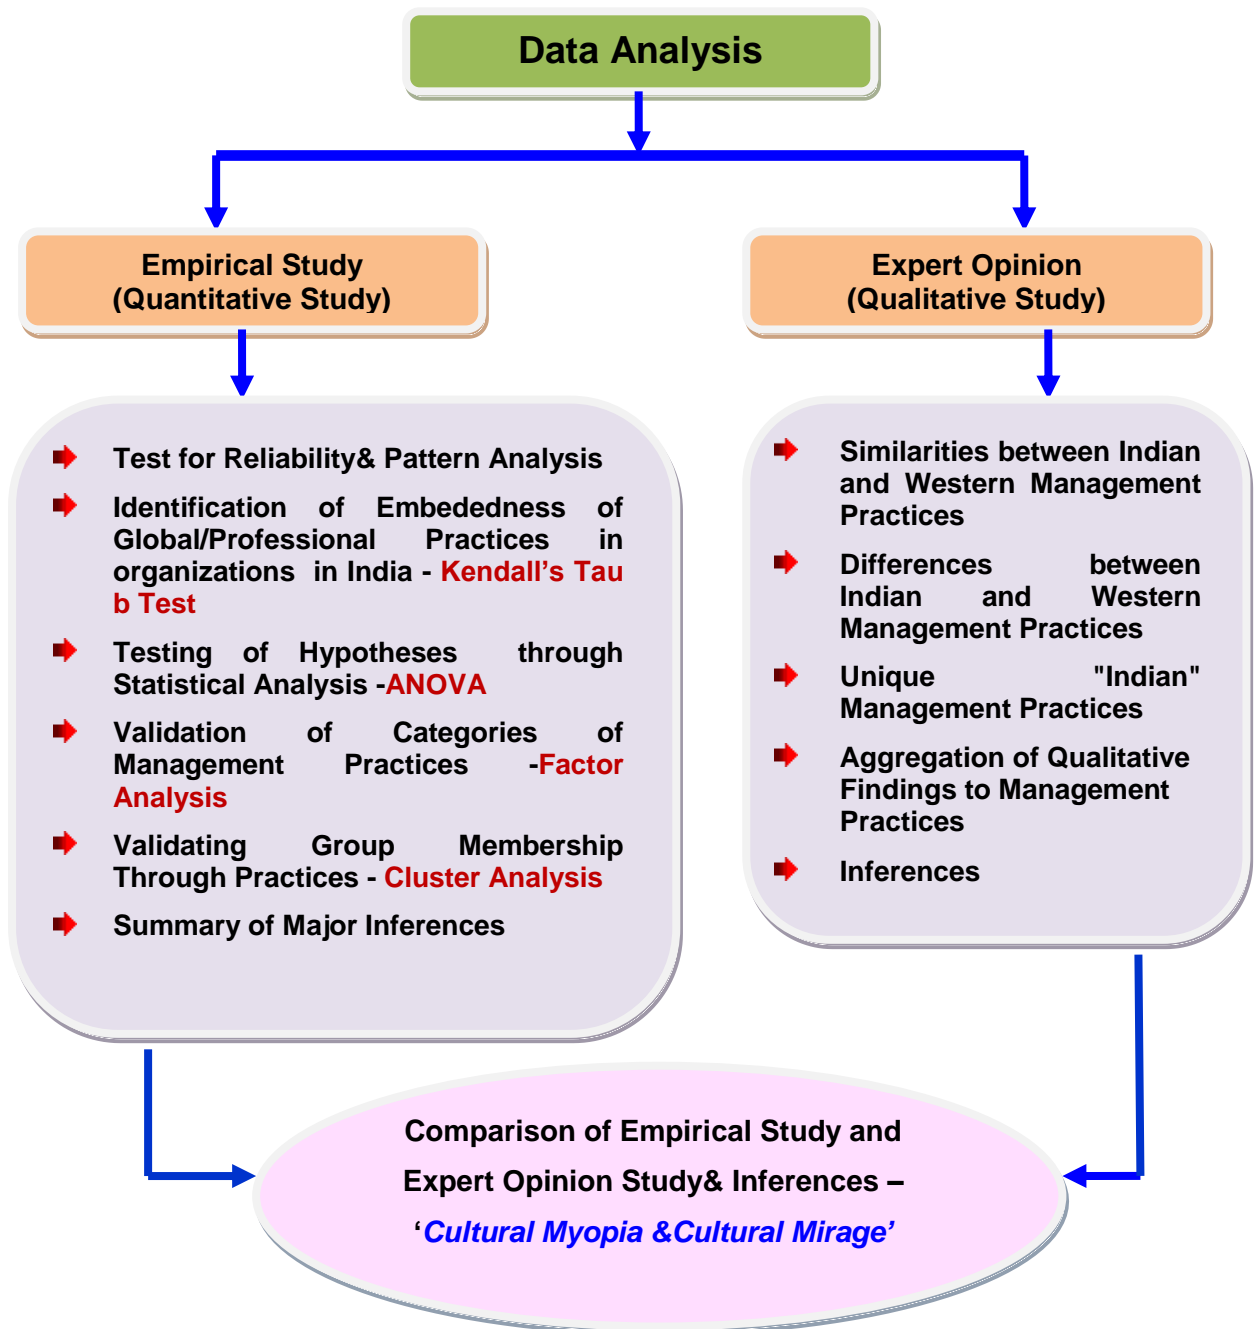 Data Analysis
Empirical Study
(Quantitative Study)
Expert Opinion
(Qualitative Study)
Test for Reliability& Pattern Analysis
Identification of Embededness of
Global/Professional Practices in
organizations in India - Kendall’s Tau
b Test
Testing of Hypotheses through
Statistical Analysis -ANOVA
Validation of Categories of
Management Practices -Factor
Analysis
Validating Group Membership
Through Practices - Cluster Analysis
Summary of Major Inferences
Similarities between Indian
and Western Management
Practices
Differences between
Indian and Western
Management Practices
Unique "Indian"
Management Practices
Aggregation of Qualitative
Findings to Management
Practices
Inferences
Comparison of Empirical Study and
Expert Opinion Study& Inferences –
‘Cultural Myopia &Cultural Mirage’